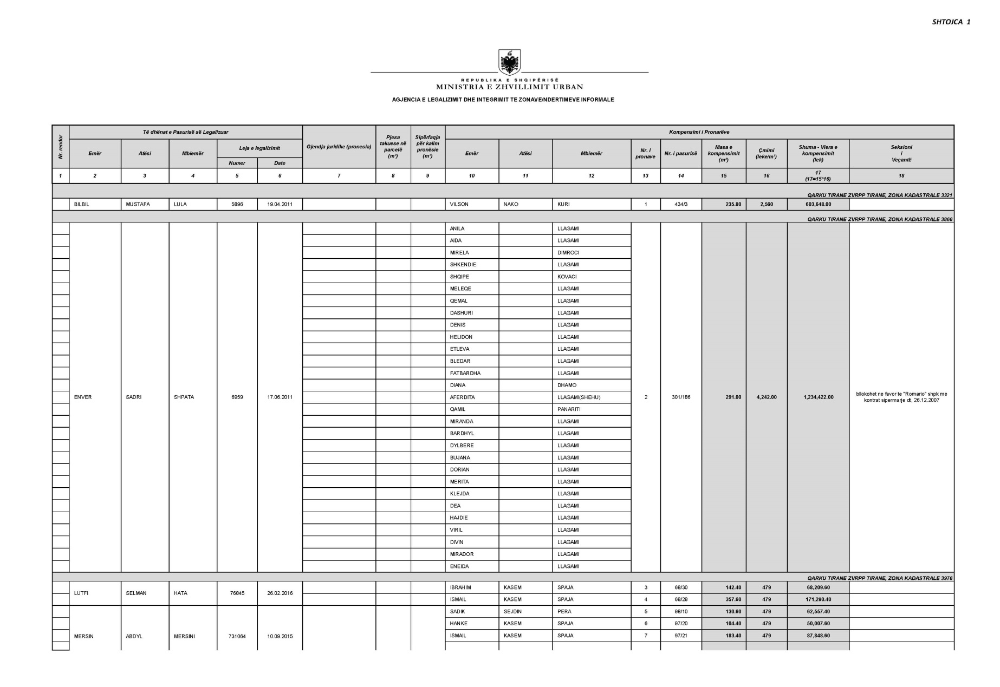 SHTOJCA 1
REPUBLIKA E SHQIPËRISË
MINISTRIA E ZHVILLIMIT URBAN
AGJENCIA E LEGALIZIMIT DHE INTEGRIMIT TE ZONAVE/NDERTIMEVE INFORMALE
Nr. rendor
Të dhënat e Pasurisë së Legalizuar
Gjendja juridike (pronesia)
Pjesa takuese në parcelë (m²)
Sipërfaqja për kalim pronësie (m²)
Kompensimi i Pronarëve
Emër Atësi Mbiemër Leja e legalizimit
Numer Date
Emër Atësi Mbiemër Nr. i pronave Nr. i pasurisë Masa e kompensimit (m²) Çmimi (leke/m²) Shuma - Vlera e kompensimit (lek) Seksioni i Veçantë
1 2 3 4 5 6 7 8 9 10 11 12 13 14 15 16 17 (17=15*16) 18
QARKU TIRANE ZVRPP TIRANE, ZONA KADASTRALE 3321
BILBIL MUSTAFA LULA 5896 19.04.2011 VILSON NAKO KURI 1 434/3 235.80 2,560 603,648.00
QARKU TIRANE ZVRPP TIRANE, ZONA KADASTRALE 3866
ANILA LLAGAMI
AIDA LLAGAMI
MIRELA DIMROCI
SHKENDIE LLAGAMI
SHQIPE KOVACI
MELEQE LLAGAMI
QEMAL LLAGAMI
DASHURI LLAGAMI
DENIS LLAGAMI
HELIDON LLAGAMI
ETLEVA LLAGAMI
BLEDAR LLAGAMI
FATBARDHA LLAGAMI
DIANA DHAMO
ENVER SADRI SHPATA 6959 17.06.2011 AFERDITA LLAGAMI(SHEHU) 2 301/186 291.00 4,242.00 1,234,422.00 bllokohet ne favor te "Romario" shpk me kontrat sipermarje dt, 26.12.2007
QAMIL PANARITI
MIRANDA LLAGAMI
BARDHYL LLAGAMI
DYLBERE LLAGAMI
BUJANA LLAGAMI
DORIAN LLAGAMI
MERITA LLAGAMI
KLEJDA LLAGAMI
DEA LLAGAMI
HAJDIE LLAGAMI
VIRIL LLAGAMI
DIVIN LLAGAMI
MIRADOR LLAGAMI
ENEIDA LLAGAMI
QARKU TIRANE ZVRPP TIRANE, ZONA KADASTRALE 3976
LUTFI SELMAN HATA 76845 26.02.2016 IBRAHIM KASEM SPAJA 3 68/30 142.40 479 68,209.60
ISMAIL KASEM SPAJA 4 68/28 357.60 479 171,290.40
SADIK SEJDIN PERA 5 98/10 130.60 479 62,557.40
HANKE KASEM SPAJA 6 97/20 104.40 479 50,007.60
MERSIN ABDYL MERSINI 731064 10.09.2015 ISMAIL KASEM SPAJA 7 97/21 183.40 479 87,848.60